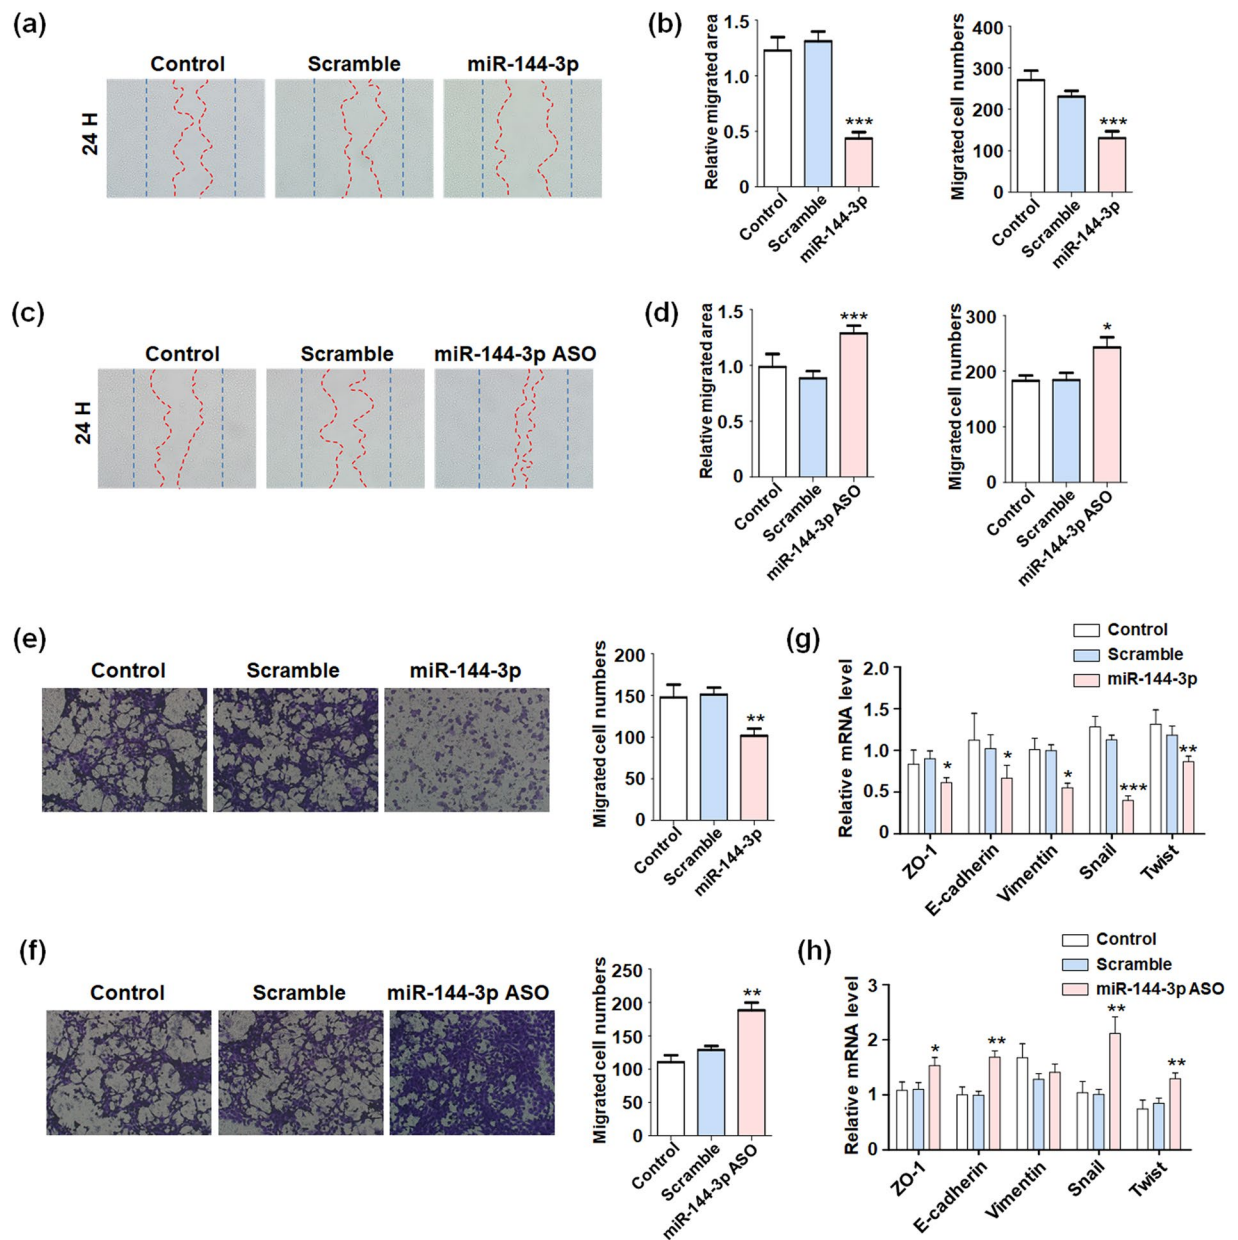 (a)
Control Scramble miR-144-3p
24 H
(b)
Relative migrated area
1.5
1.0
0.5
0
***
Control
Scramble
miR-144-3p
Migrated cell numbers
400
300
200
100
0
***
Control
Scramble
miR-144-3p
(c)
Control Scramble miR-144-3p ASO
24 H
(d)
Relative migrated area
1.5
1.0
0.5
0
***
Control
Scramble
miR-144-3p ASO
Migrated cell numbers
300
200
100
0
*
Control
Scramble
miR-144-3p ASO
(e)
Control Scramble miR-144-3p
Migrated cell numbers
200
150
100
50
0
**
Control
Scramble
miR-144-3p
(g)
Control
Scramble
miR-144-3p
Relative mRNA level
2.0
1.5
1.0
0.5
0
* * * *** **
ZO-1
E-cadherin
Vimentin
Snail
Twist
(f)
Control Scramble miR-144-3p ASO
Migrated cell numbers
250
200
150
100
50
0
**
Control
Scramble
miR-144-3p ASO
(h)
Control
Scramble
miR-144-3p ASO
Relative mRNA level
3
2
1
0
* ** ** **
ZO-1
E-cadherin
Vimentin
Snail
Twist